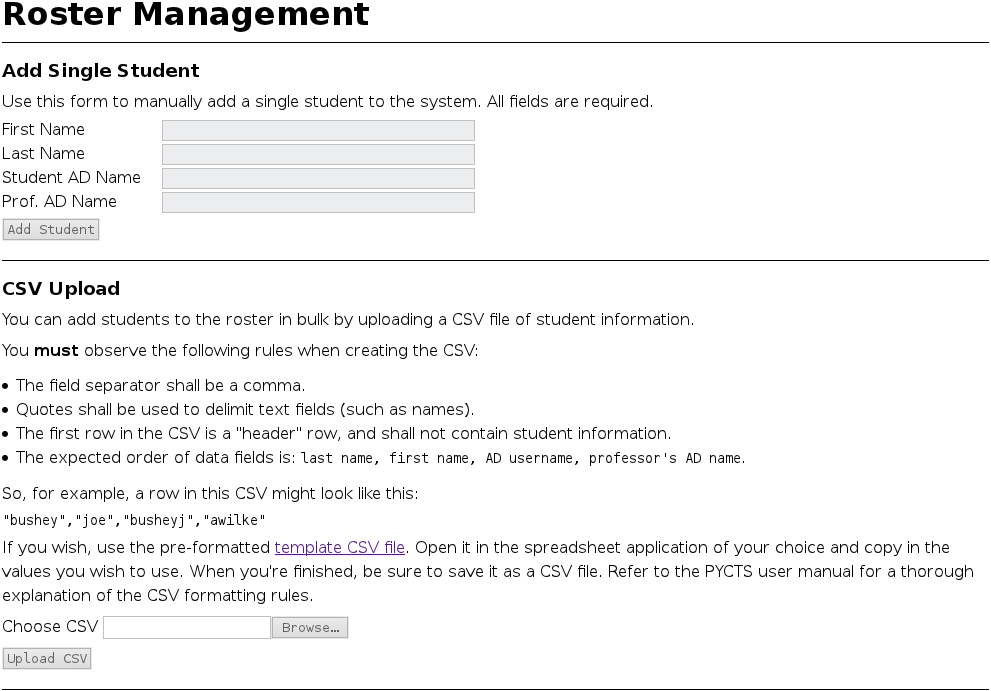 Roster Management
Add Single Student
Use this form to manually add a single student to the system. All fields are required.
First Name
Last Name
Student AD Name
Prof. AD Name
Add Student
CSV Upload
You can add students to the roster in bulk by uploading a CSV file of student information.
You must observe the following rules when creating the CSV:
• The field separator shall be a comma.
• Quotes shall be used to delimit text fields (such as names).
• The first row in the CSV is a "header" row, and shall not contain student information.
• The expected order of data fields is: last name, first name, AD username, professor's AD name.
So, for example, a row in this CSV might look like this:
"bushey","joe","busheyj","awilke"
If you wish, use the pre-formatted template CSV file. Open it in the spreadsheet application of your choice and copy in the
values you wish to use. When you're finished, be sure to save it as a CSV file. Refer to the PYCTS user manual for a thorough
explanation of the CSV formatting rules.
Choose CSV Browse…
Upload CSV